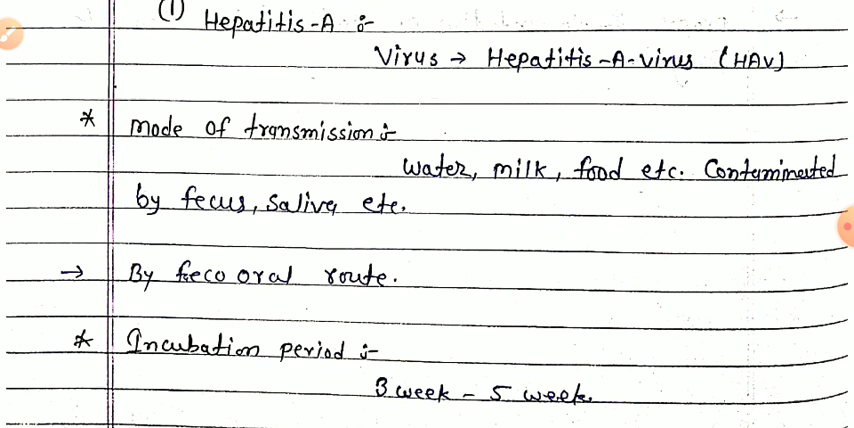 (1) Hepatitis-A :-
Virus → Hepatitis-A-virus (HAV)
* Mode of transmission :-
water, milk, food etc. Contaminated
by fecus, saliva etc.
→ By feco oral route.
* Incubation period :-
3 week - 5 week.